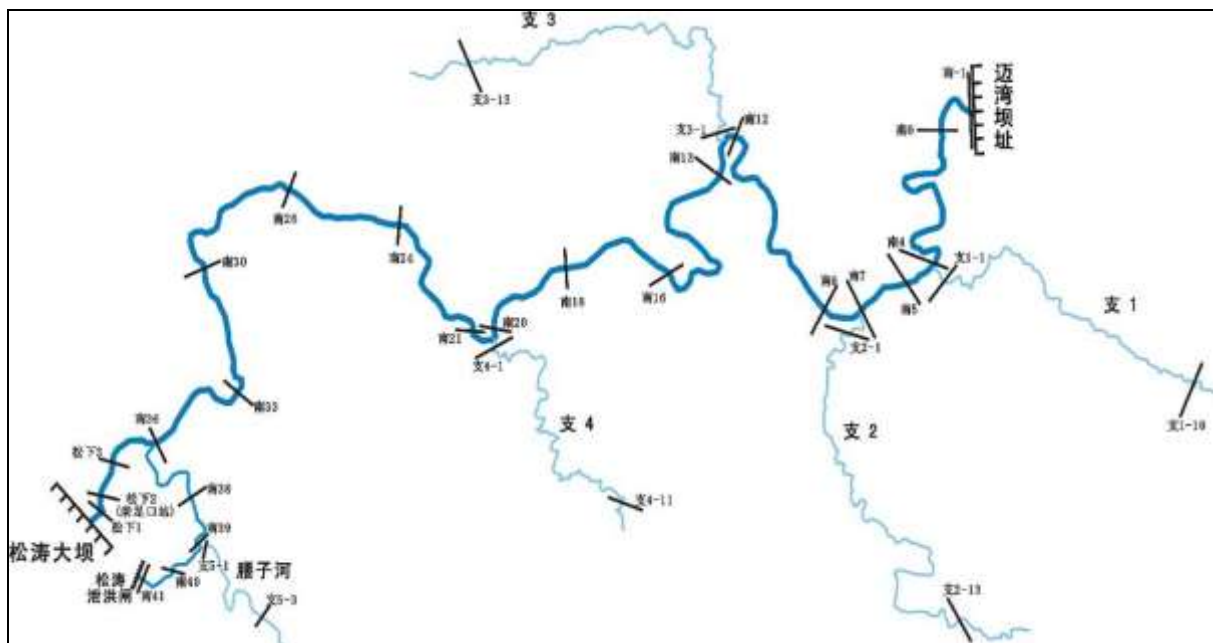 支 3
南-1
迈湾坝址
支3-13
南12
支3-1
南13
南28
南24
南4
支1-1
南30
南18
南16
南7
南5
南20
支 1
南21
支2-1
支4-1
南33
南36
支 4
支 2
支1-10
松下3
南38
支4-11
松下2
松下1
南39
松涛大坝
支5-1
腰子河
松涛
泄洪闸
南40
南41
支5-3
支2-13